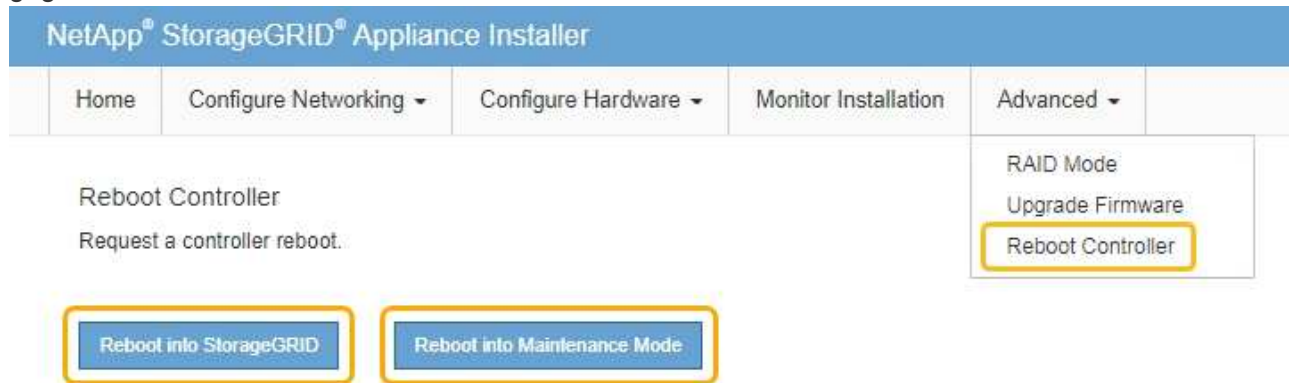 NetApp® StorageGRID® Appliance Installer
Home Configure Networking Configure Hardware Monitor Installation Advanced
RAID Mode
Upgrade Firmware
Reboot Controller
Reboot Controller
Request a controller reboot.
Reboot into StorageGRID Reboot into Maintenance Mode